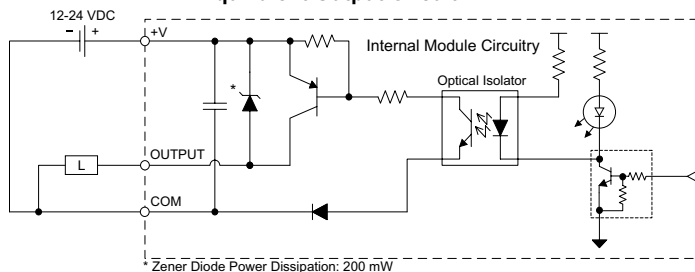 12-24 VDC
− +
+V
Internal Module Circuitry
Optical Isolator
*
OUTPUT
L
COM
* Zener Diode Power Dissipation: 200 mW